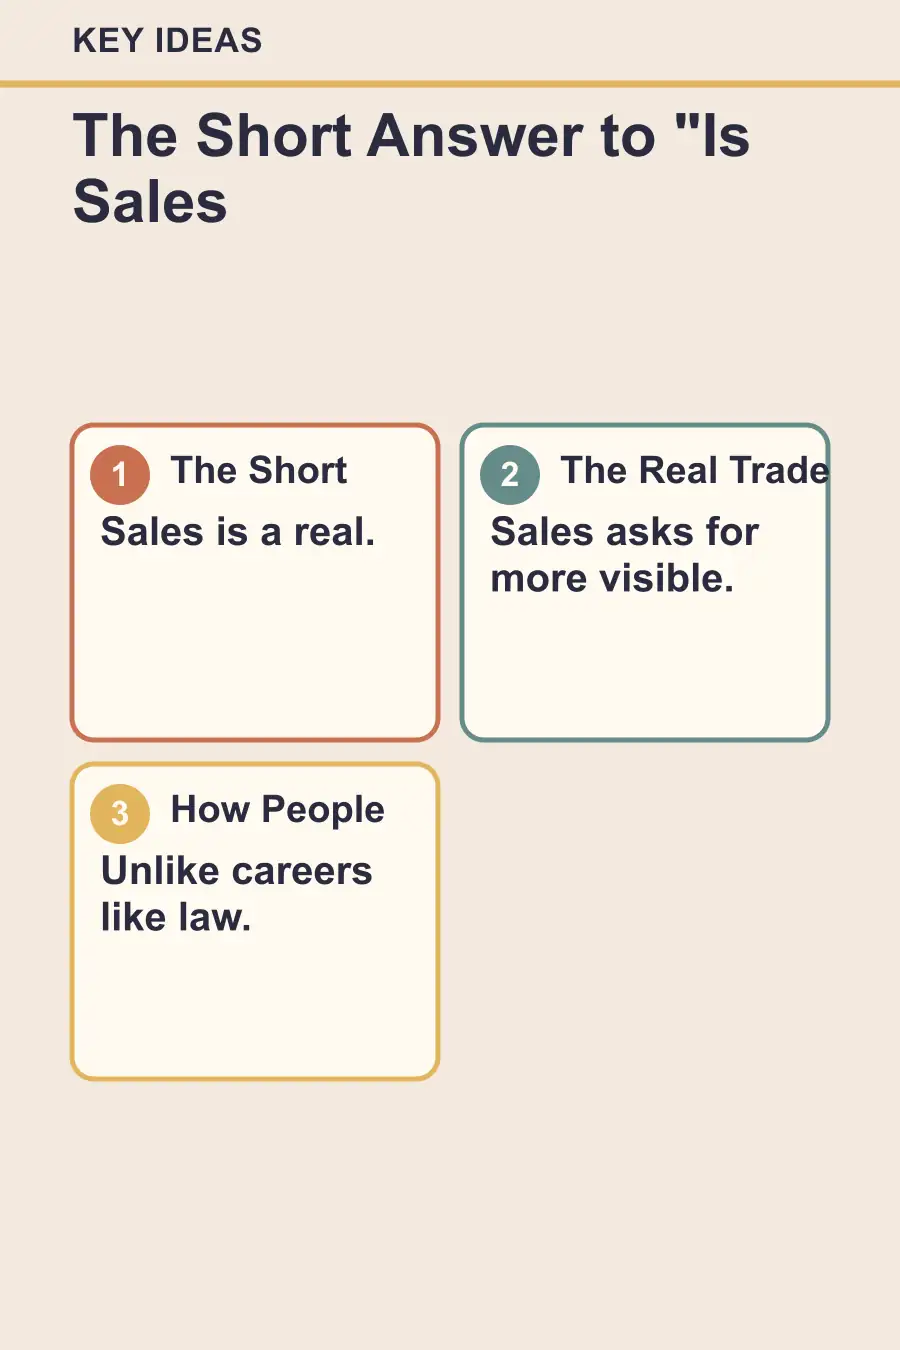 KEY IDEAS
The Short Answer to "Is
Sales
1 The Short
Sales is a real.
2 The Real Trade
Sales asks for
more visible.
3 How People
Unlike careers
like law.